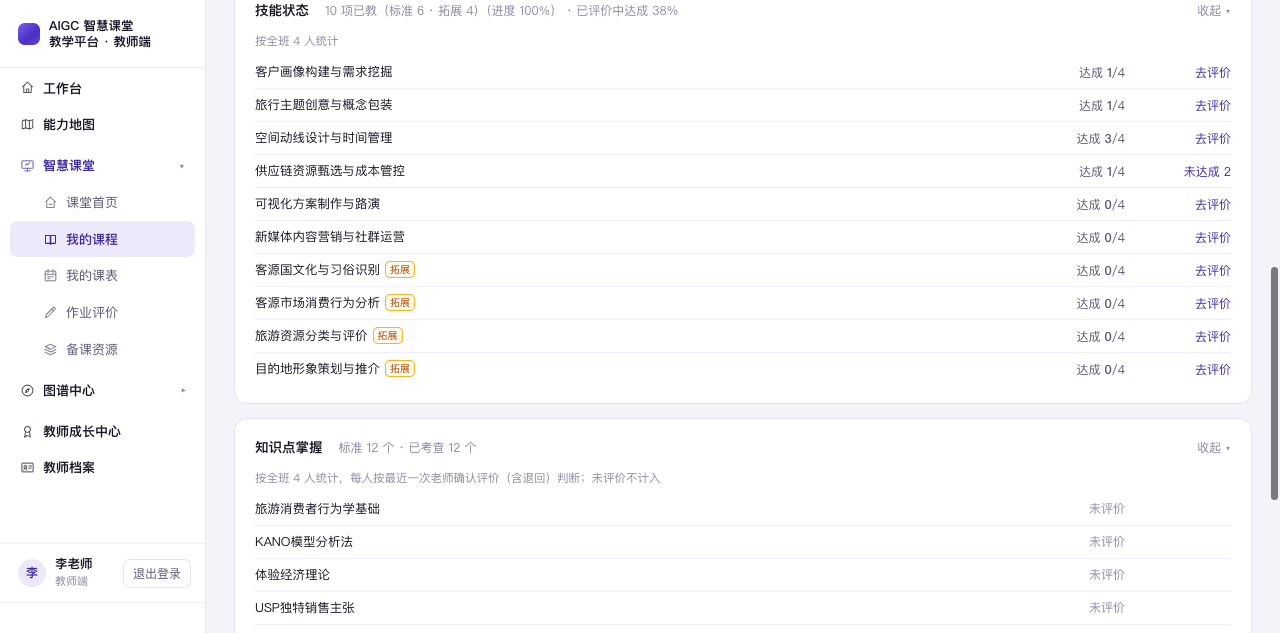 AIGC 智慧课堂
教学平台 · 教师端
工作台
能力地图
智慧课堂
课堂首页
我的课程
我的课表
作业评价
备课资源
图谱中心
教师成长中心
教师档案
李
李老师
教师端
退出登录
技能状态 10 项已教（标准 6 · 拓展 4）（进度 100%） · 已评价中达成 38% 收起
按全班 4 人统计
客户画像构建与需求挖掘 达成 1/4 去评价
旅行主题创意与概念包装 达成 1/4 去评价
空间动线设计与时间管理 达成 3/4 去评价
供应链资源甄选与成本管控 达成 1/4 未达成 2
可视化方案制作与路演 达成 0/4 去评价
新媒体内容营销与社群运营 达成 0/4 去评价
客源国文化与习俗识别 拓展 达成 0/4 去评价
客源市场消费行为分析 拓展 达成 0/4 去评价
旅游资源分类与评价 拓展 达成 0/4 去评价
目的地形象策划与推介 拓展 达成 0/4 去评价
知识点掌握 标准 12 个 · 已考查 12 个 收起
按全班 4 人统计，每人按最近一次老师确认评价（含退回）判断；未评价不计入
旅游消费者行为学基础 未评价
KANO模型分析法 未评价
体验经济理论 未评价
USP独特销售主张 未评价